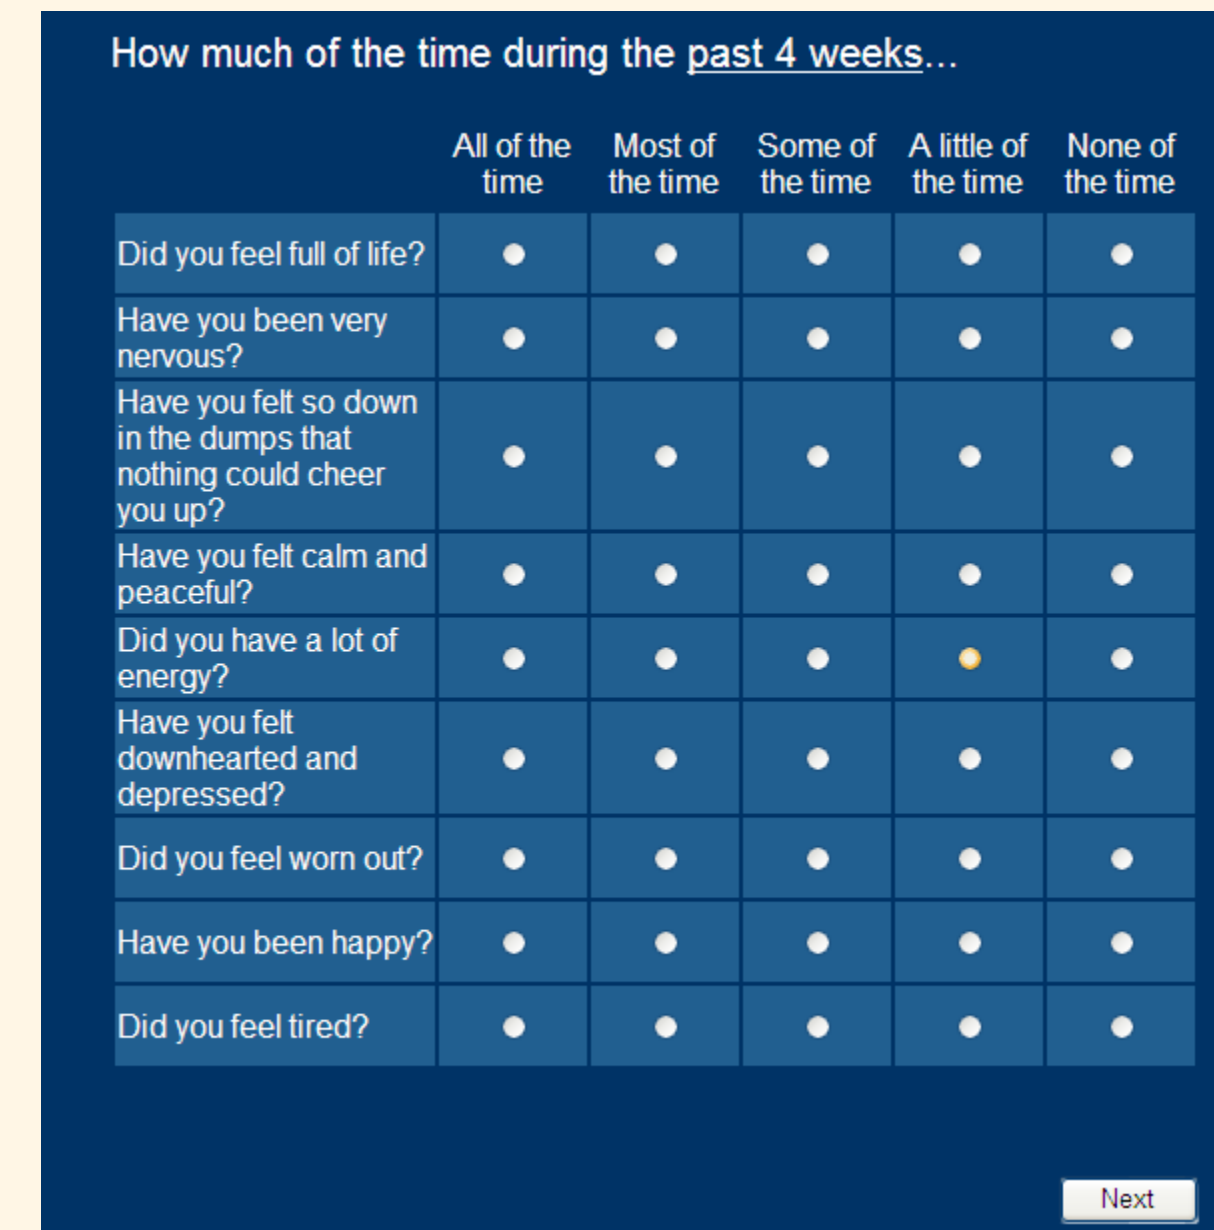 How much of the time during the past 4 weeks...
All of the Most of Some of A little of None of
time the time the time the time the time
Did you feel full of life?
Have you been very
nervous?
Have you felt so down
in the dumps that
nothing could cheer
you up?
Have you felt calm and
peaceful?
Did you have a lot of
energy?
Have you felt
downhearted and
depressed?
Did you feel worn out?
Have you been happy?
Did you feel tired?
Next